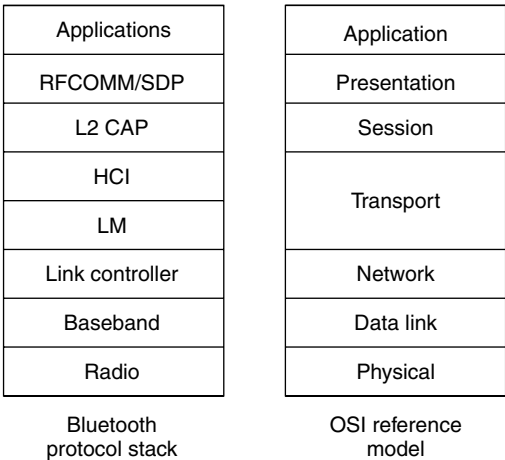 Applications
RFCOMM/SDP
L2 CAP
HCI
LM
Link controller
Baseband
Radio
Bluetooth
protocol stack
Application
Presentation
Session
Transport
Network
Data link
Physical
OSI reference
model